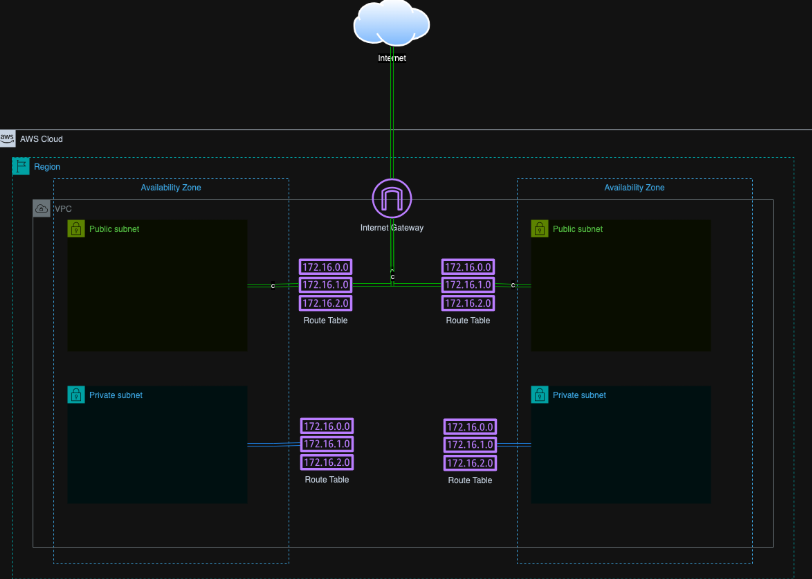 Internet
aws
AWS Cloud
Region
Availability Zone
Availability Zone
VPC
Public subnet
Internet Gateway
Public subnet
172.16.0.0
172.16.1.0
172.16.2.0
Route Table
172.16.0.0
172.16.1.0
172.16.2.0
Route Table
c
c
c
c
Private subnet
Private subnet
172.16.0.0
172.16.1.0
172.16.2.0
Route Table
172.16.0.0
172.16.1.0
172.16.2.0
Route Table